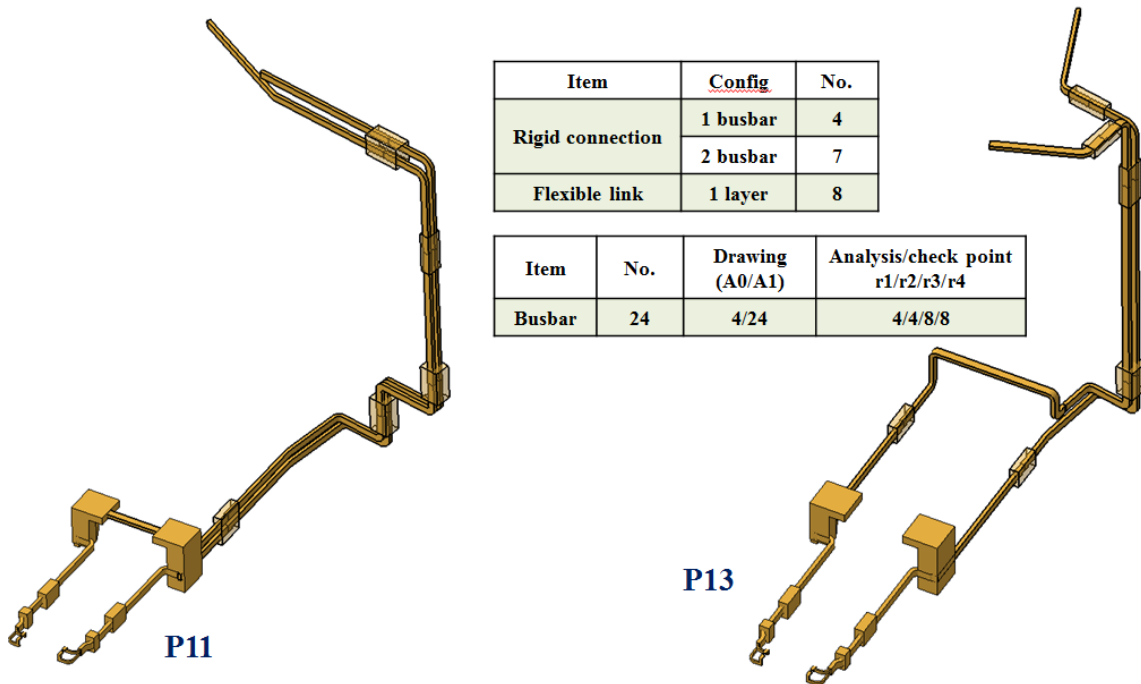 Item Config No.
Rigid connection 1 busbar 4
2 busbar 7
Flexible link 1 layer 8
Item No. Drawing (A0/A1) Analysis/check point r1/r2/r3/r4
Busbar 24 4/24 4/4/8/8
P13
P11